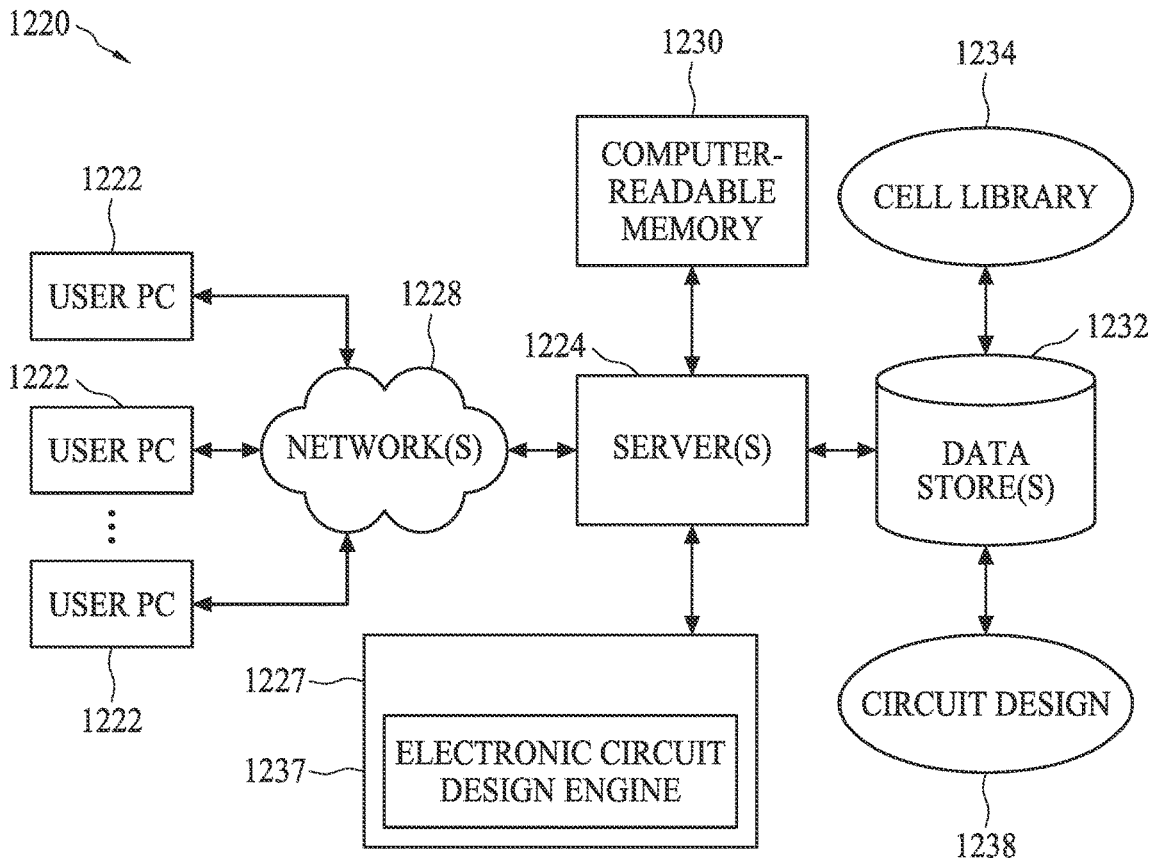 1220
1230
1234
COMPUTER-
READABLE
MEMORY
CELL LIBRARY
1222
USER PC
1228
1224
1232
1222
USER PC
NETWORK(S)
SERVER(S)
DATA
STORE(S)
USER PC
1222
1227
1237
ELECTRONIC CIRCUIT
DESIGN ENGINE
CIRCUIT DESIGN
1238